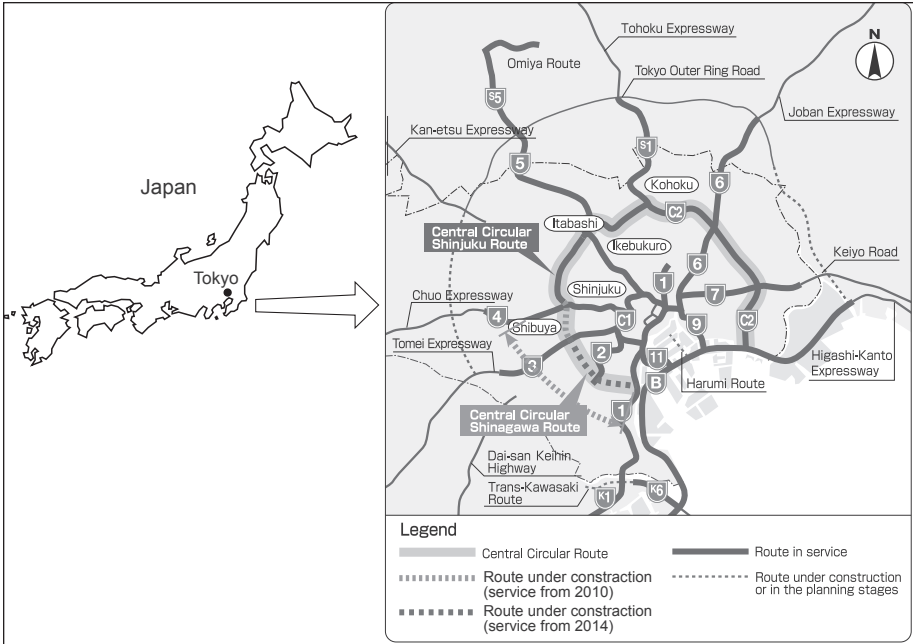 Japan
Tokyo
N
Tohoku Expressway
Omiya Route
Tokyo Outer Ring Road
Joban Expressway
Kan-etsu Expressway
S5
5
S1
6
Kohoku
C2
Itabashi
Central Circular
Shinjuku Route
Ikebukuro
Keiyo Road
6
1
7
Shinjuku
Chuo Expressway
4
C1
9
C2
Shibuya
Tomei Expressway
3
2
11
B
Harumi Route
Higashi-Kanto
Expressway
1
Central Circular
Shinagawa Route
Dai-san Keihin
Highway
Trans-Kawasaki
Route
K1
K6
Legend
Central Circular Route
Route in service
Route under constraction
(service from 2010)
Route under construction
or in the planning stages
Route under constraction
(service from 2014)